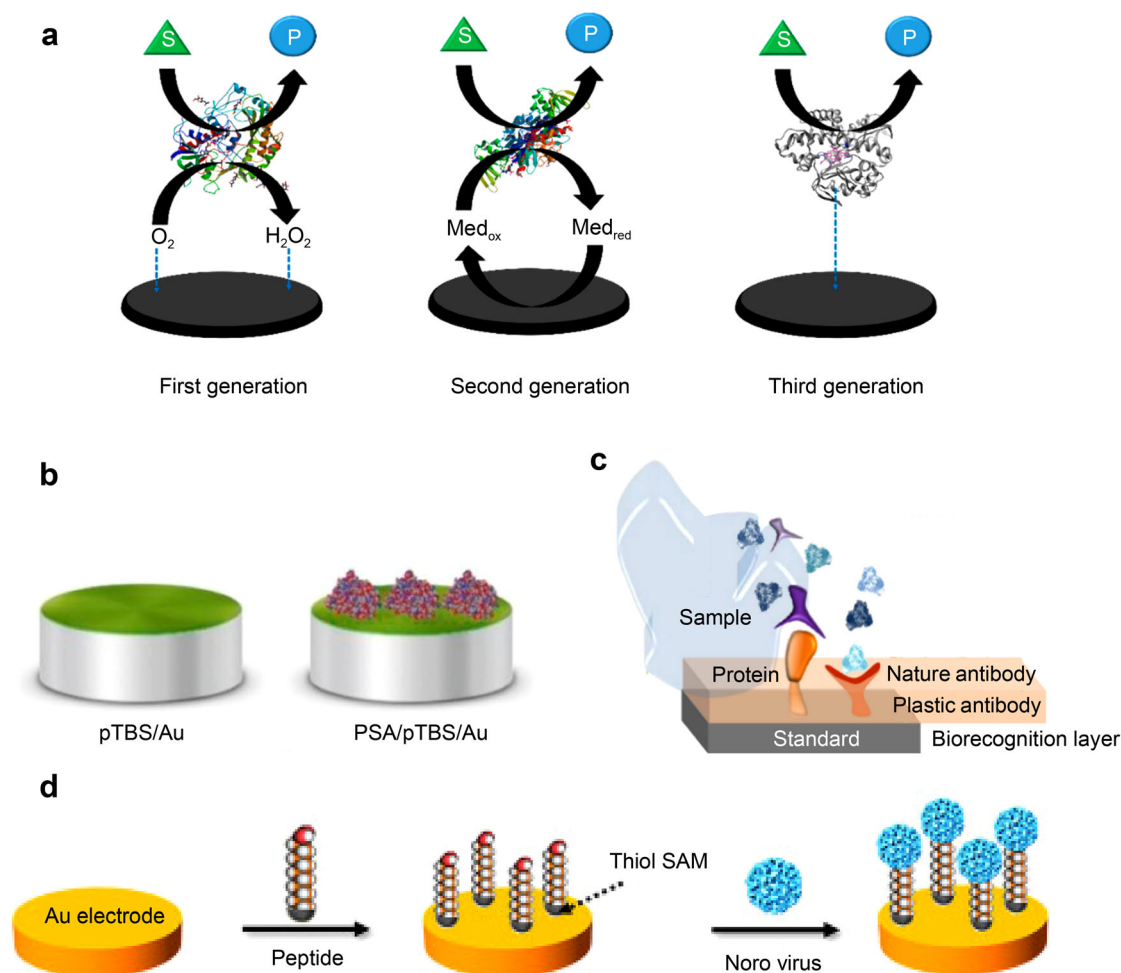 a
S
P
S
P
S
P
O₂
H₂O₂
Medox
Medred
First generation
Second generation
Third generation
b
c
Sample
Protein
Nature antibody
Plastic antibody
Standard
Biorecognition layer
pTBS/Au
PSA/pTBS/Au
d
Au electrode
Peptide
Thiol SAM
Noro virus